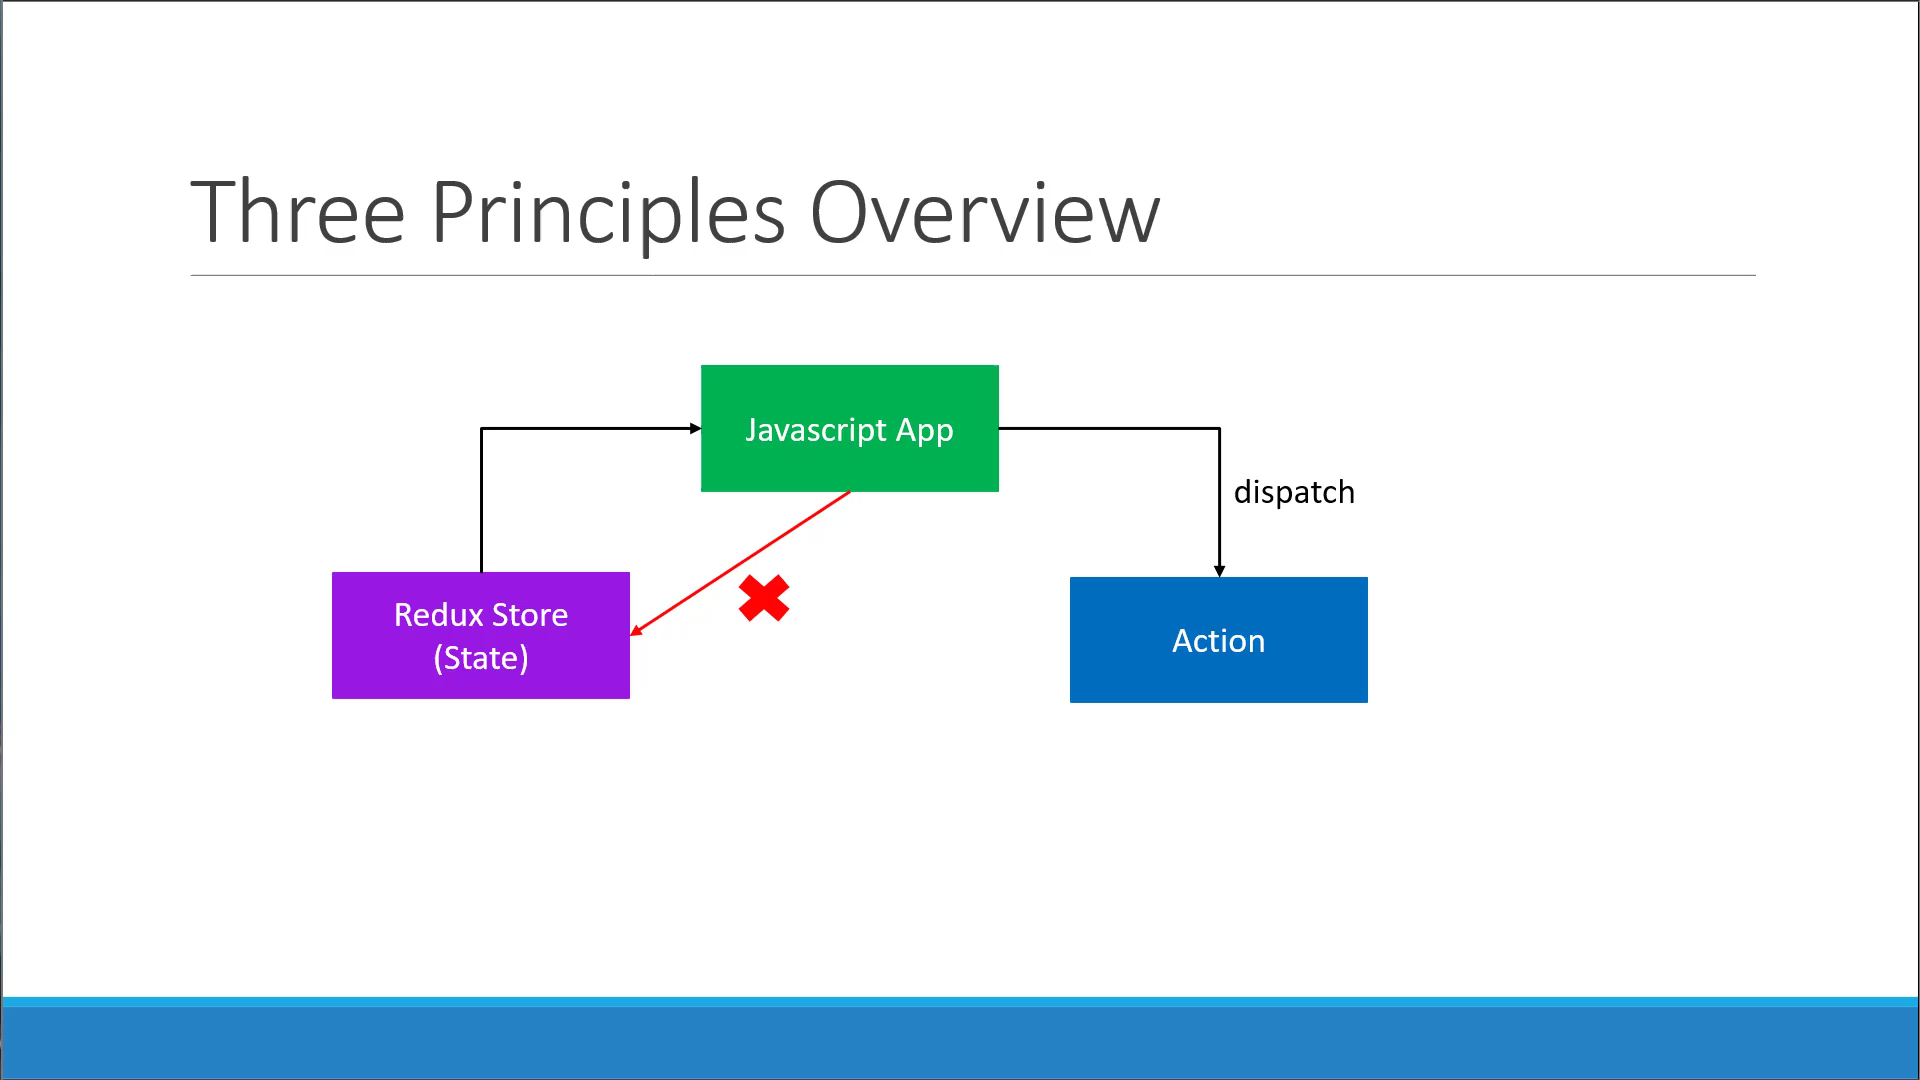 Three Principles Overview
Javascript App
dispatch
Redux Store
(State)
Action